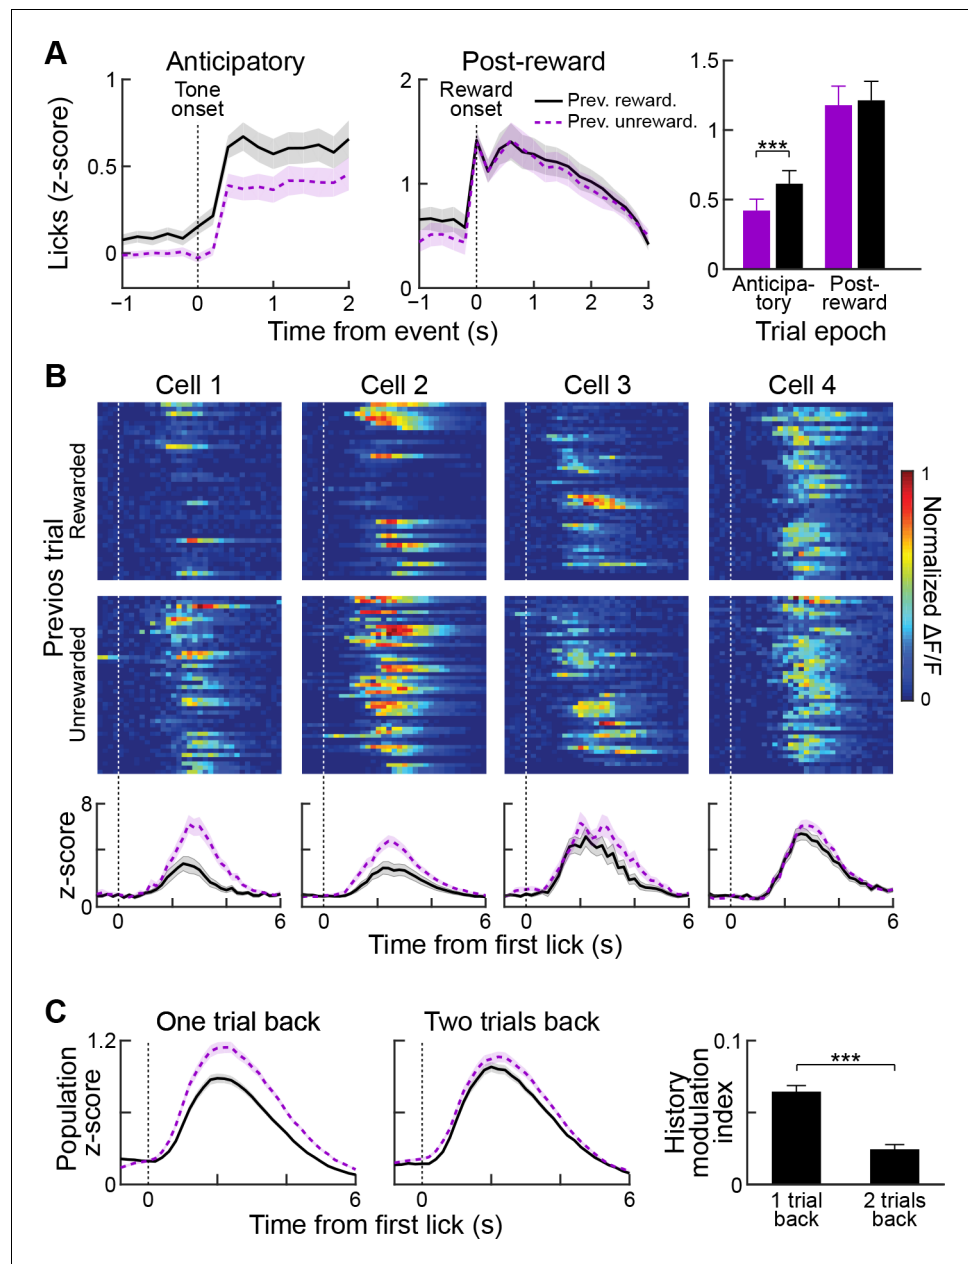 A
Anticipatory
Tone
onset
Licks (z-score)
1
0.5
0
−1
0
1
2
Post-reward
Reward
onset
Prev. reward.
Prev. unreward.
2
1
0
−1
0
1
2
3
Time from event (s)
1.5
1
0.5
0
***
Anticipa-
tory
Post-
reward
Trial epoch
B
Cell 1
Cell 2
Cell 3
Cell 4
Previos trial
Rewarded
Unrewarded
1
Normalized ΔF/F
0
z-score
8
0
0
6
0
6
0
6
0
6
Time from first lick (s)
C
One trial back
Two trials back
Population
z-score
1.2
0
0
6
0
6
Time from first lick (s)
History
modulation
index
0.1
0
***
1 trial
back
2 trials
back